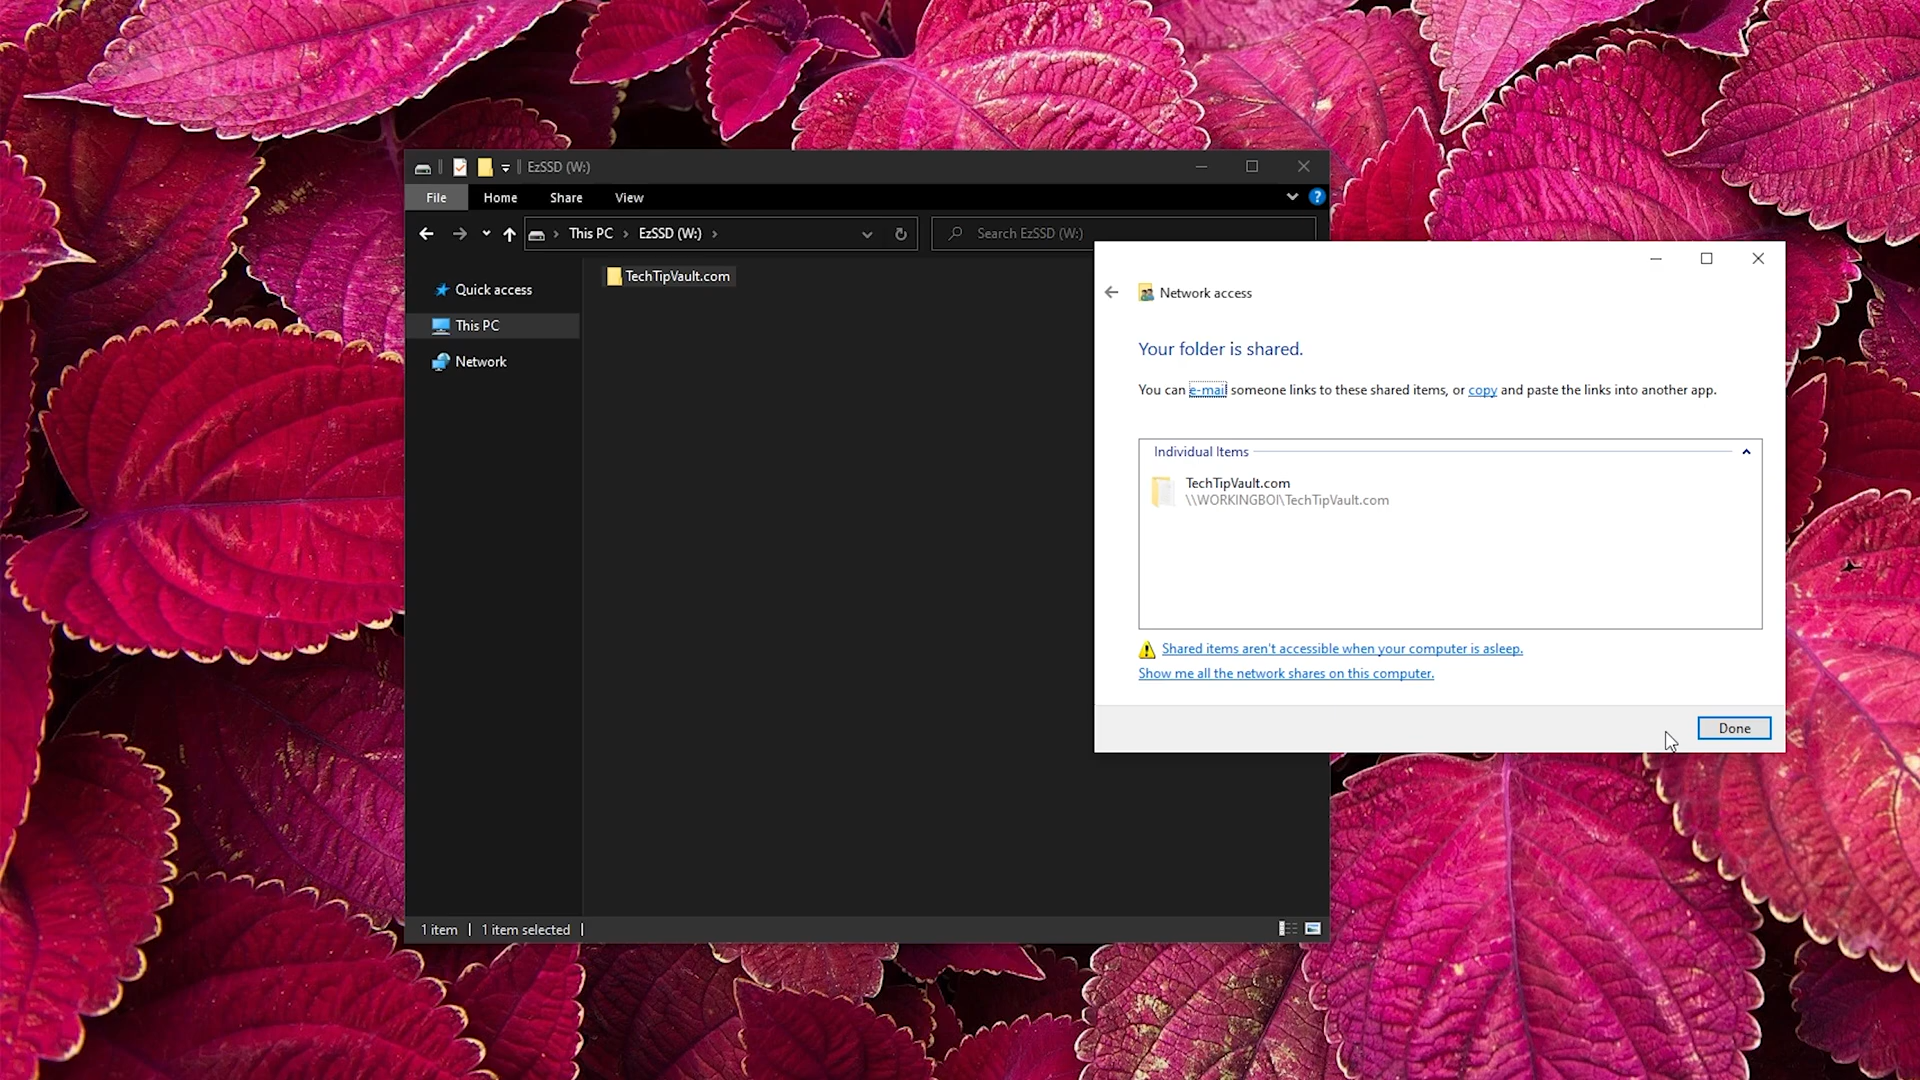 EzSSD (W:)
File Home Share View
This PC > EzSSD (W:) >
Search EzSSD (W:)
Quick access
This PC
Network
TechTipVault.com
1 item
1 item selected
Network access
Your folder is shared.
You can e-mail someone links to these shared items, or copy and paste the links into another app.
Individual Items
TechTipVault.com
\\WORKINGBOI\TechTipVault.com
Shared items aren't accessible when your computer is asleep.
Show me all the network shares on this computer.
Done